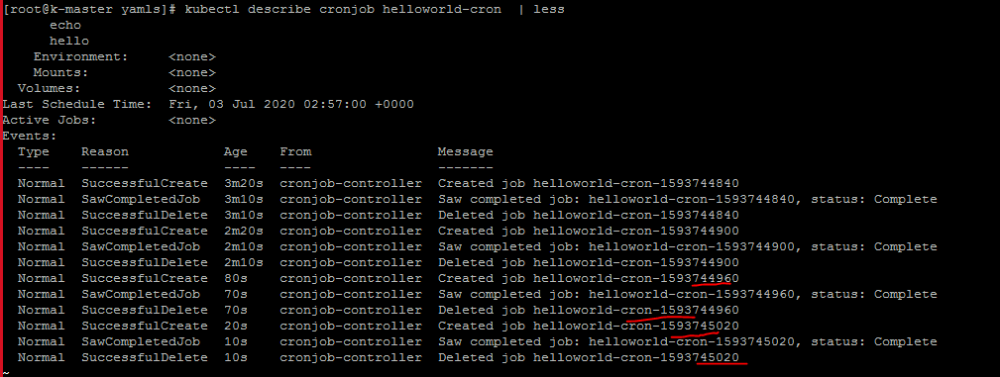 [root@k-master yamls]# kubectl describe cronjob helloworld-cron  | less
      echo
      hello
    Environment:     <none>
    Mounts:          <none>
  Volumes:           <none>
Last Schedule Time:  Fri, 03 Jul 2020 02:57:00 +0000
Active Jobs:         <none>
Events:
  Type    Reason            Age    From                Message
  ----    ------            ----   ----                -------
  Normal  SuccessfulCreate  3m20s  cronjob-controller  Created job helloworld-cron-1593744840
  Normal  SawCompletedJob   3m10s  cronjob-controller  Saw completed job: helloworld-cron-1593744840, status: Complete
  Normal  SuccessfulDelete  3m10s  cronjob-controller  Deleted job helloworld-cron-1593744840
  Normal  SuccessfulCreate  2m20s  cronjob-controller  Created job helloworld-cron-1593744900
  Normal  SawCompletedJob   2m10s  cronjob-controller  Saw completed job: helloworld-cron-1593744900, status: Complete
  Normal  SuccessfulDelete  2m10s  cronjob-controller  Deleted job helloworld-cron-1593744900
  Normal  SuccessfulCreate  80s    cronjob-controller  Created job helloworld-cron-1593744960
  Normal  SawCompletedJob   70s    cronjob-controller  Saw completed job: helloworld-cron-1593744960, status: Complete
  Normal  SuccessfulDelete  70s    cronjob-controller  Deleted job helloworld-cron-1593744960
  Normal  SuccessfulCreate  20s    cronjob-controller  Created job helloworld-cron-1593745020
  Normal  SawCompletedJob   10s    cronjob-controller  Saw completed job: helloworld-cron-1593745020, status: Complete
  Normal  SuccessfulDelete  10s    cronjob-controller  Deleted job helloworld-cron-1593745020
~